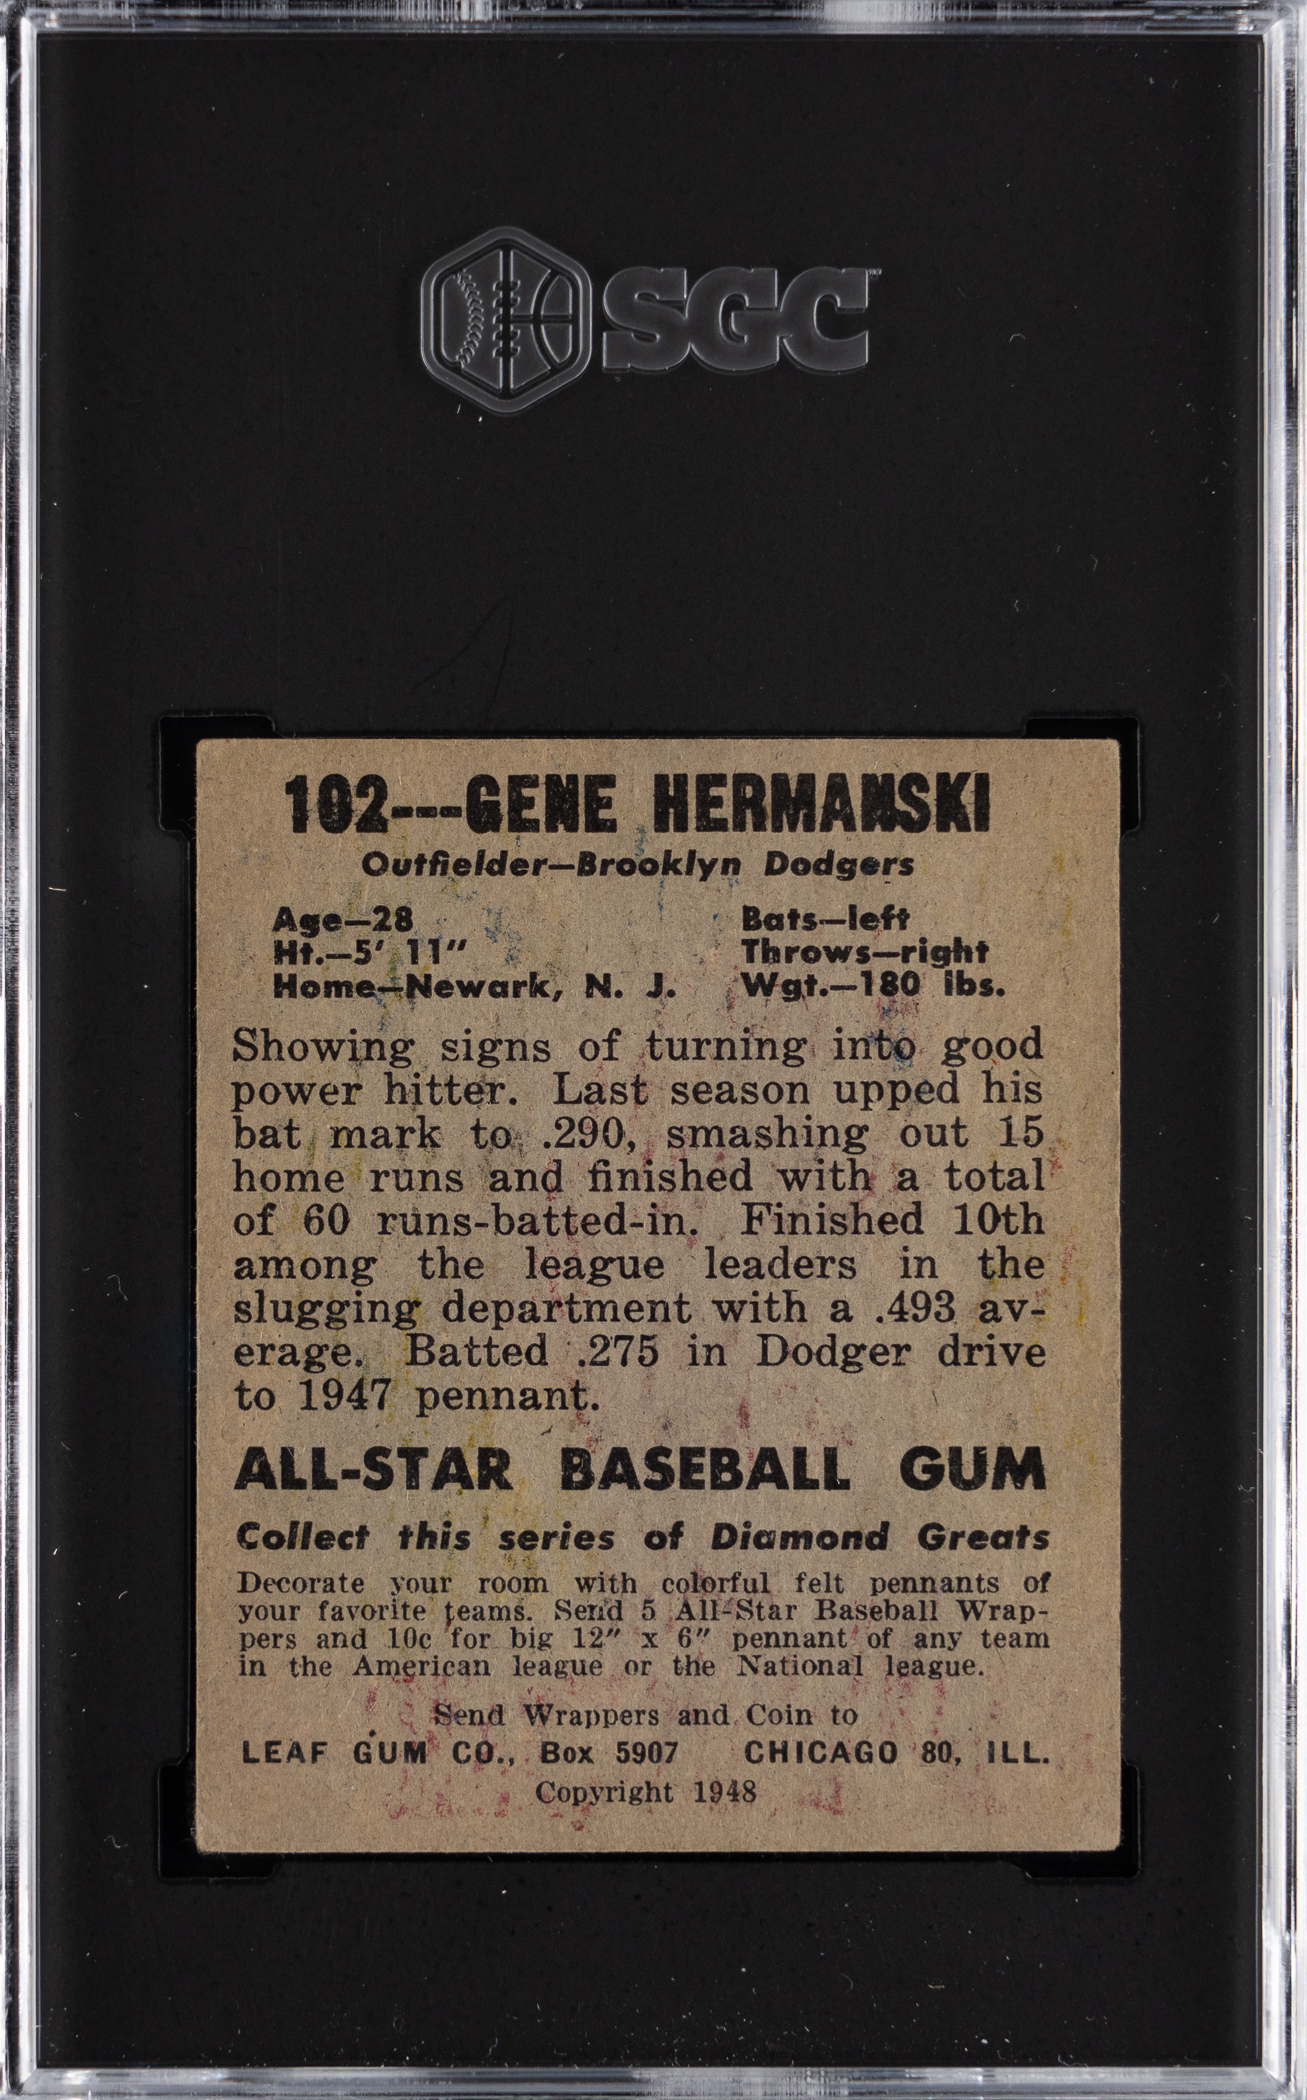 SGC
102---GENE HERMANSKI
Outfielder—Brooklyn Dodgers
Age—28 Bats—left
Ht.—5' 11" Throws—right
Home—Newark, N. J. Wgt.—180 lbs.
Showing signs of turning into good
power hitter. Last season upped his
bat mark to .290, smashing out 15
home runs and finished with a total
of 60 runs-batted-in. Finished 10th
among the league leaders in the
slugging department with a .493 av-
erage. Batted .275 in Dodger drive
to 1947 pennant.
ALL-STAR BASEBALL GUM
Collect this series of Diamond Greats
Decorate your room with colorful felt pennants of
your favorite teams. Send 5 All-Star Baseball Wrap-
pers and 10c for big 12" x 6" pennant of any team
in the American league or the National league.
Send Wrappers and Coin to
LEAF GUM CO., Box 5907 CHICAGO 80, ILL.
Copyright 1948